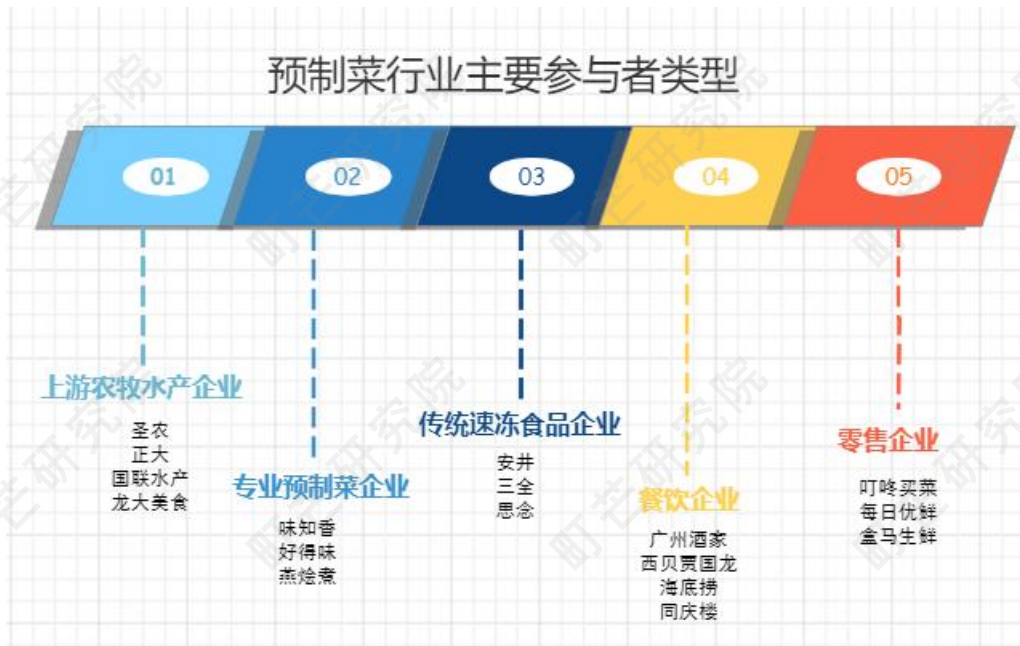 预制菜行业主要参与者类型
01
02
03
04
05
上游农牧水产企业
圣农
正大
国联水产
龙大美食
专业预制菜企业
味知香
好得味
燕烩煮
传统速冻食品企业
安井
三全
思念
餐饮企业
广州酒家
西贝贾国龙
海底捞
同庆楼
零售企业
叮咚买菜
每日优鲜
盒马生鲜